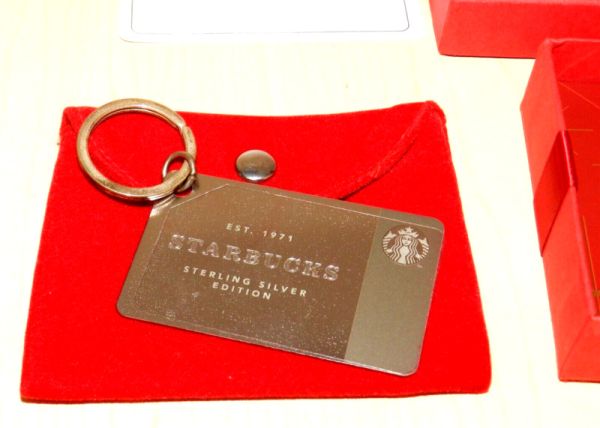 EST. 1971
STARBUCKS
STERLING SILVER
EDITION